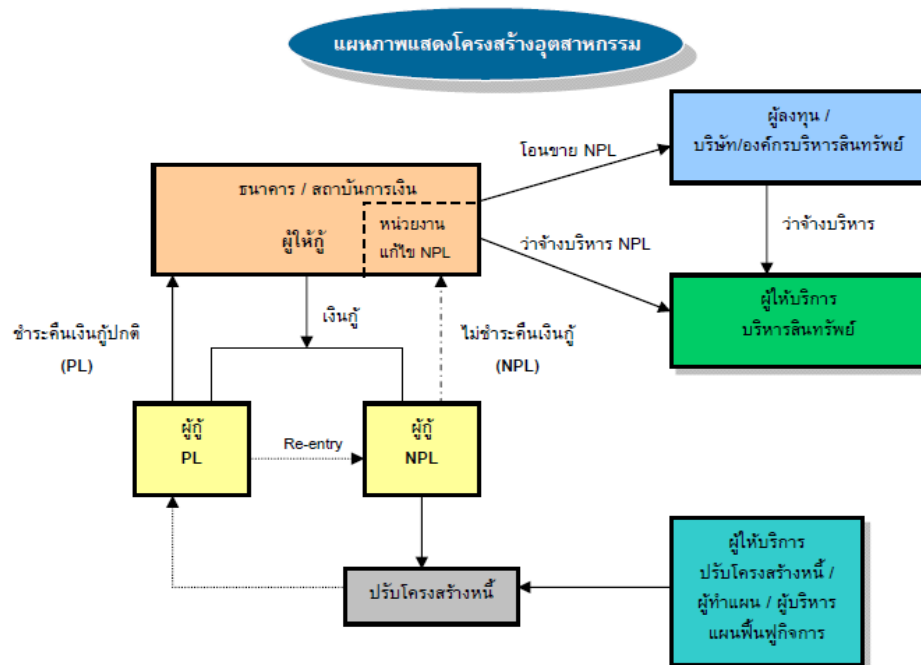 แผนภาพแสดงโครงสร้างอุตสาหกรรม
ผู้ลงทุน /
บริษัท/องค์กรบริหารสินทรัพย์
โอนขาย NPL
ธนาคาร / สถาบันการเงิน
ผู้ให้กู้
หน่วยงาน
แก้ไข NPL
ว่าจ้างบริหาร NPL
ว่าจ้างบริหาร
ผู้ให้บริการ
บริหารสินทรัพย์
เงินกู้
ชำระคืนเงินกู้ปกติ
(PL)
ไม่ชำระคืนเงินกู้
(NPL)
ผู้กู้
PL
Re-entry
ผู้กู้
NPL
ปรับโครงสร้างหนี้
ผู้ให้บริการ
ปรับโครงสร้างหนี้ /
ผู้ทำแผน / ผู้บริหาร
แผนฟื้นฟูกิจการ